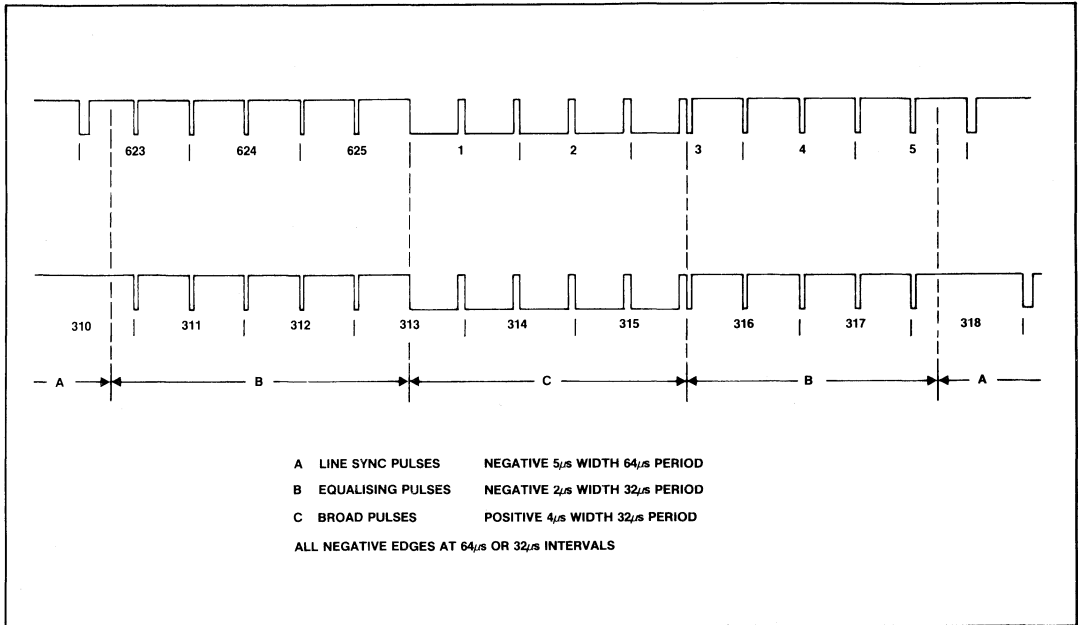 623 624 625 1 2 3 4 5
310 311 312 313 314 315 316 317 318
A B C B A
A LINE SYNC PULSES NEGATIVE 5µs WIDTH 64µs PERIOD
B EQUALISING PULSES NEGATIVE 2µs WIDTH 32µs PERIOD
C BROAD PULSES POSITIVE 4µs WIDTH 32µs PERIOD
ALL NEGATIVE EDGES AT 64µs OR 32µs INTERVALS